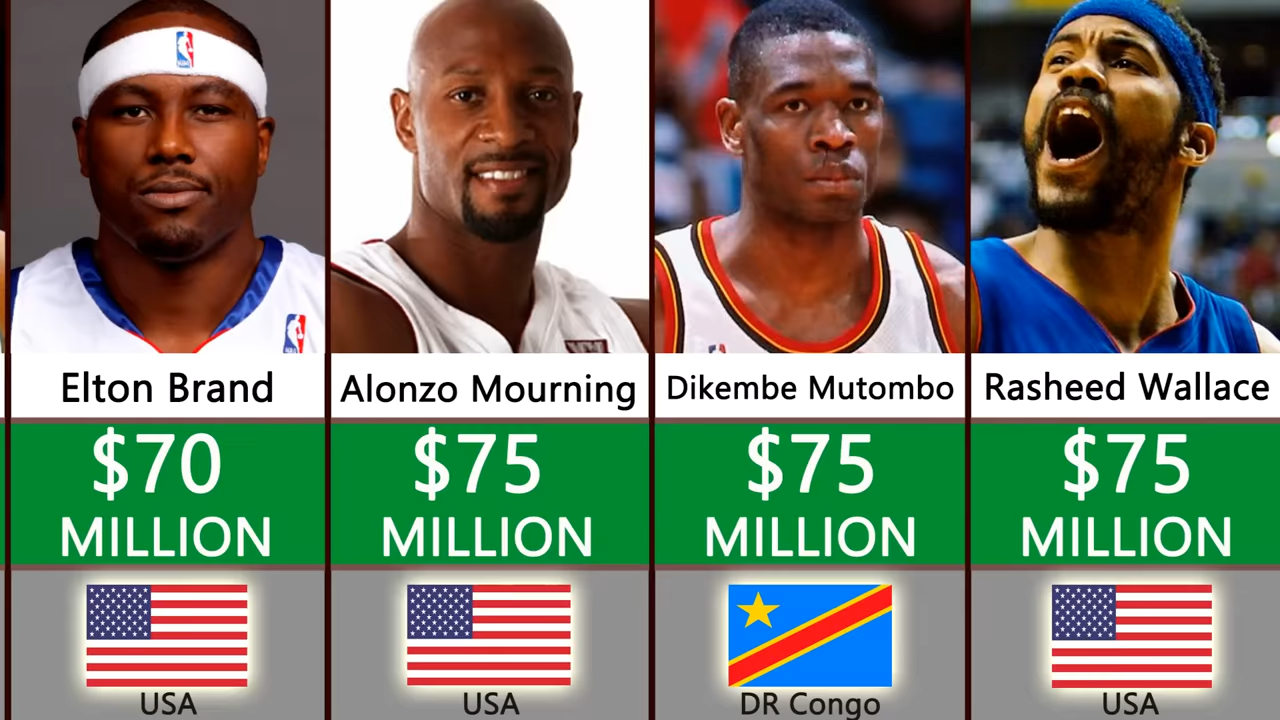 Elton Brand
$70
MILLION
USA
Alonzo Mourning
$75
MILLION
USA
Dikembe Mutombo
$75
MILLION
DR Congo
Rasheed Wallace
$75
MILLION
USA